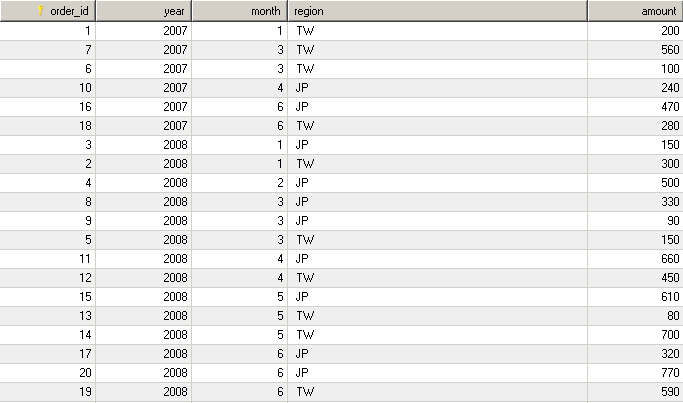 order_id year month region amount
1 2007 1 TW 200
7 2007 3 TW 560
6 2007 3 TW 100
10 2007 4 JP 240
16 2007 6 JP 470
18 2007 6 TW 280
3 2008 1 JP 150
2 2008 1 TW 300
4 2008 2 JP 500
8 2008 3 JP 330
9 2008 3 JP 90
5 2008 3 TW 150
11 2008 4 JP 660
12 2008 4 TW 450
15 2008 5 JP 610
13 2008 5 TW 80
14 2008 5 TW 700
17 2008 6 JP 320
20 2008 6 JP 770
19 2008 6 TW 590